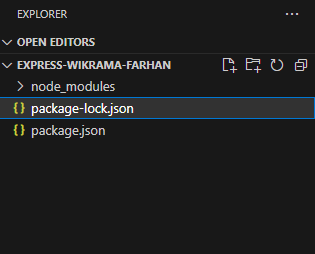 EXPLORER
OPEN EDITORS
EXPRESS-WIKRAMA-FARHAN
node_modules
{} package-lock.json
{} package.json